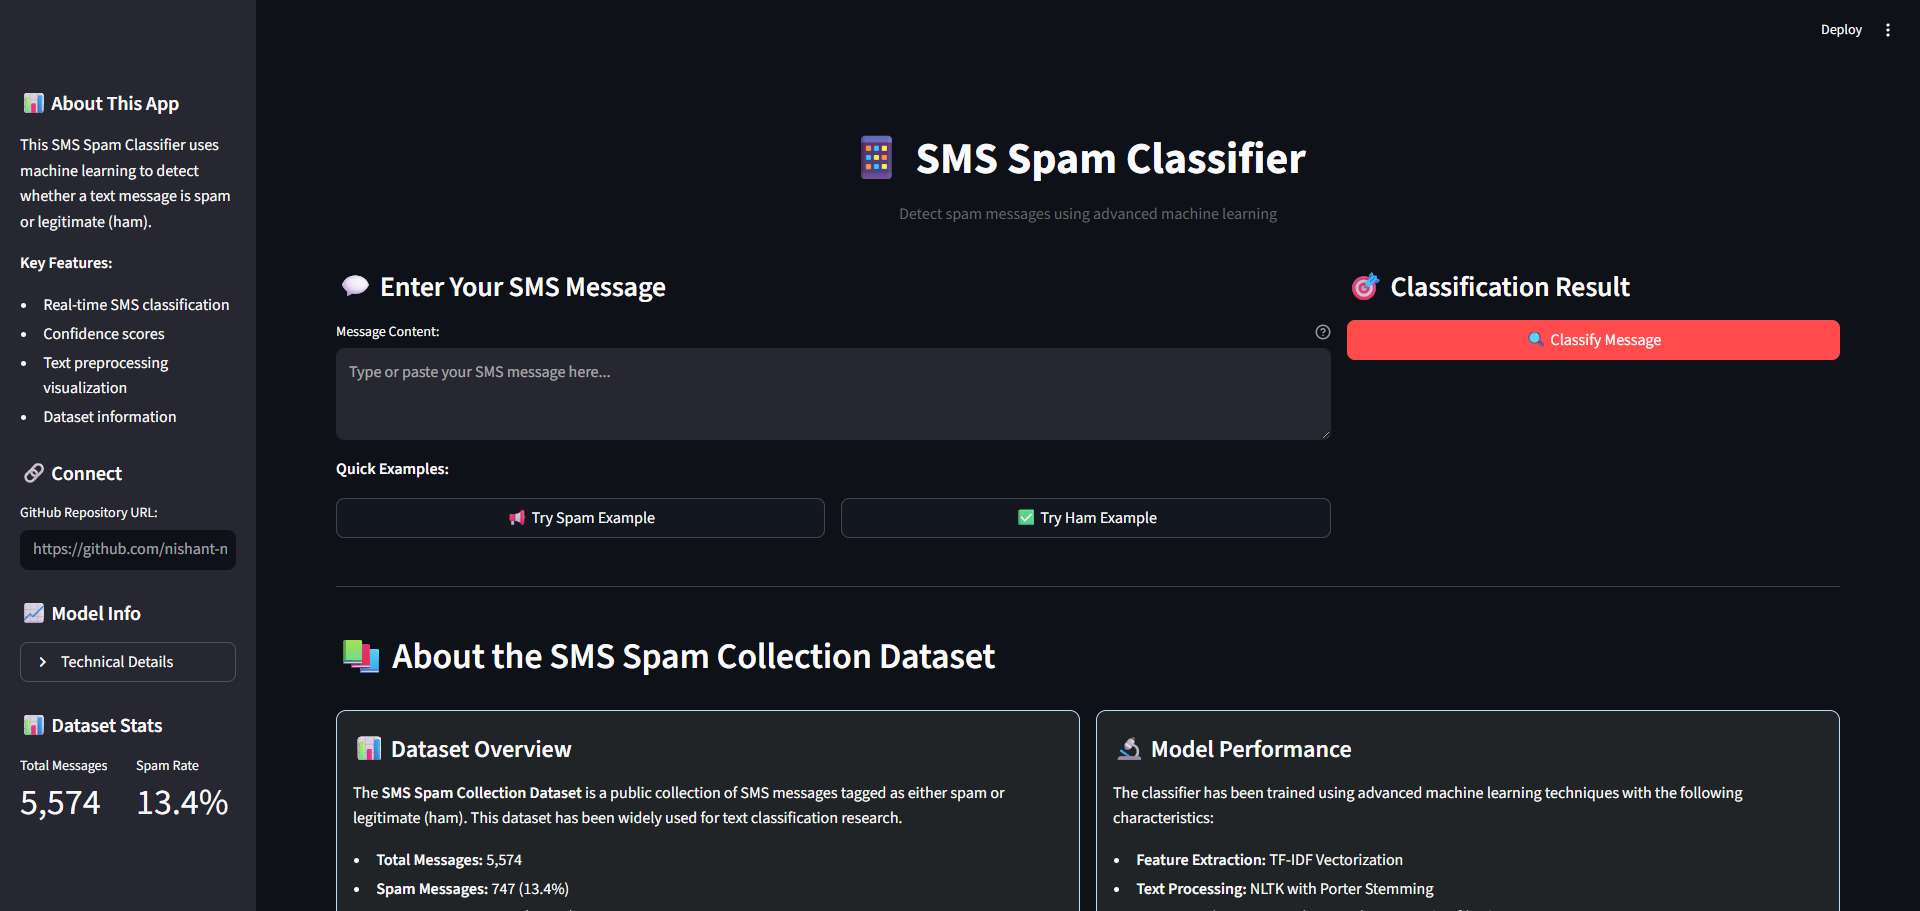 Deploy
About This App
This SMS Spam Classifier uses
machine learning to detect
whether a text message is spam
or legitimate (ham).
Key Features:
Real-time SMS classification
Confidence scores
Text preprocessing
visualization
Dataset information
Connect
GitHub Repository URL:
https://github.com/nishant-n
Model Info
Technical Details
Dataset Stats
Total Messages
Spam Rate
5,574
13.4%
SMS Spam Classifier
Detect spam messages using advanced machine learning
Enter Your SMS Message
Message Content:
Type or paste your SMS message here...
Quick Examples:
Try Spam Example
Try Ham Example
Classification Result
Classify Message
About the SMS Spam Collection Dataset
Dataset Overview
The SMS Spam Collection Dataset is a public collection of SMS messages tagged as either spam or
legitimate (ham). This dataset has been widely used for text classification research.
Total Messages: 5,574
Spam Messages: 747 (13.4%)
Model Performance
The classifier has been trained using advanced machine learning techniques with the following
characteristics:
Feature Extraction: TF-IDF Vectorization
Text Processing: NLTK with Porter Stemming